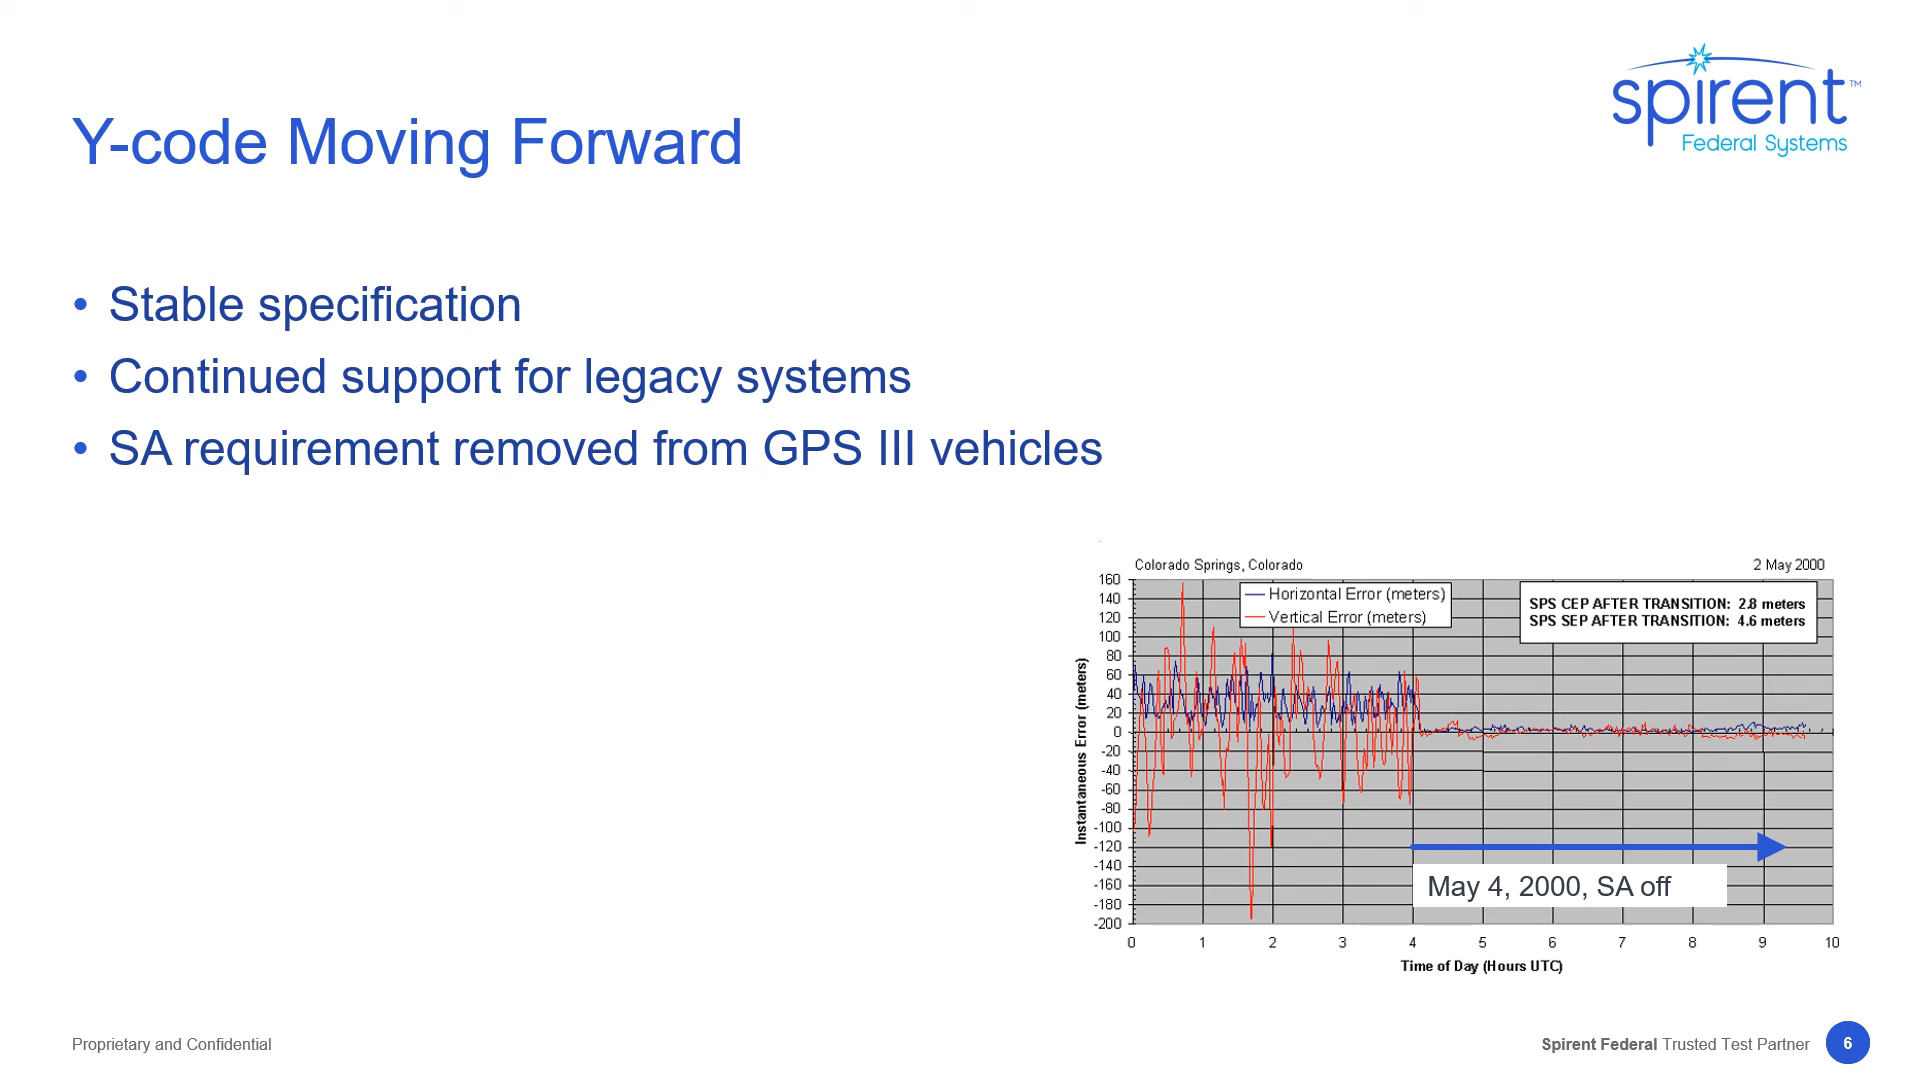 spirent™
Federal Systems
Y-code Moving Forward
• Stable specification
• Continued support for legacy systems
• SA requirement removed from GPS III vehicles
Colorado Springs, Colorado
2 May 2000
Horizontal Error (meters)
Vertical Error (meters)
SPS CEP AFTER TRANSITION: 2.8 meters
SPS SEP AFTER TRANSITION: 4.6 meters
Instantaneous Error (meters)
160
140
120
100
80
60
40
20
0
-20
-40
-60
-80
-100
-120
-140
-160
-180
-200
May 4, 2000, SA off
0 1 2 3 4 5 6 7 8 9 10
Time of Day (Hours UTC)
Proprietary and Confidential
Spirent Federal Trusted Test Partner
6